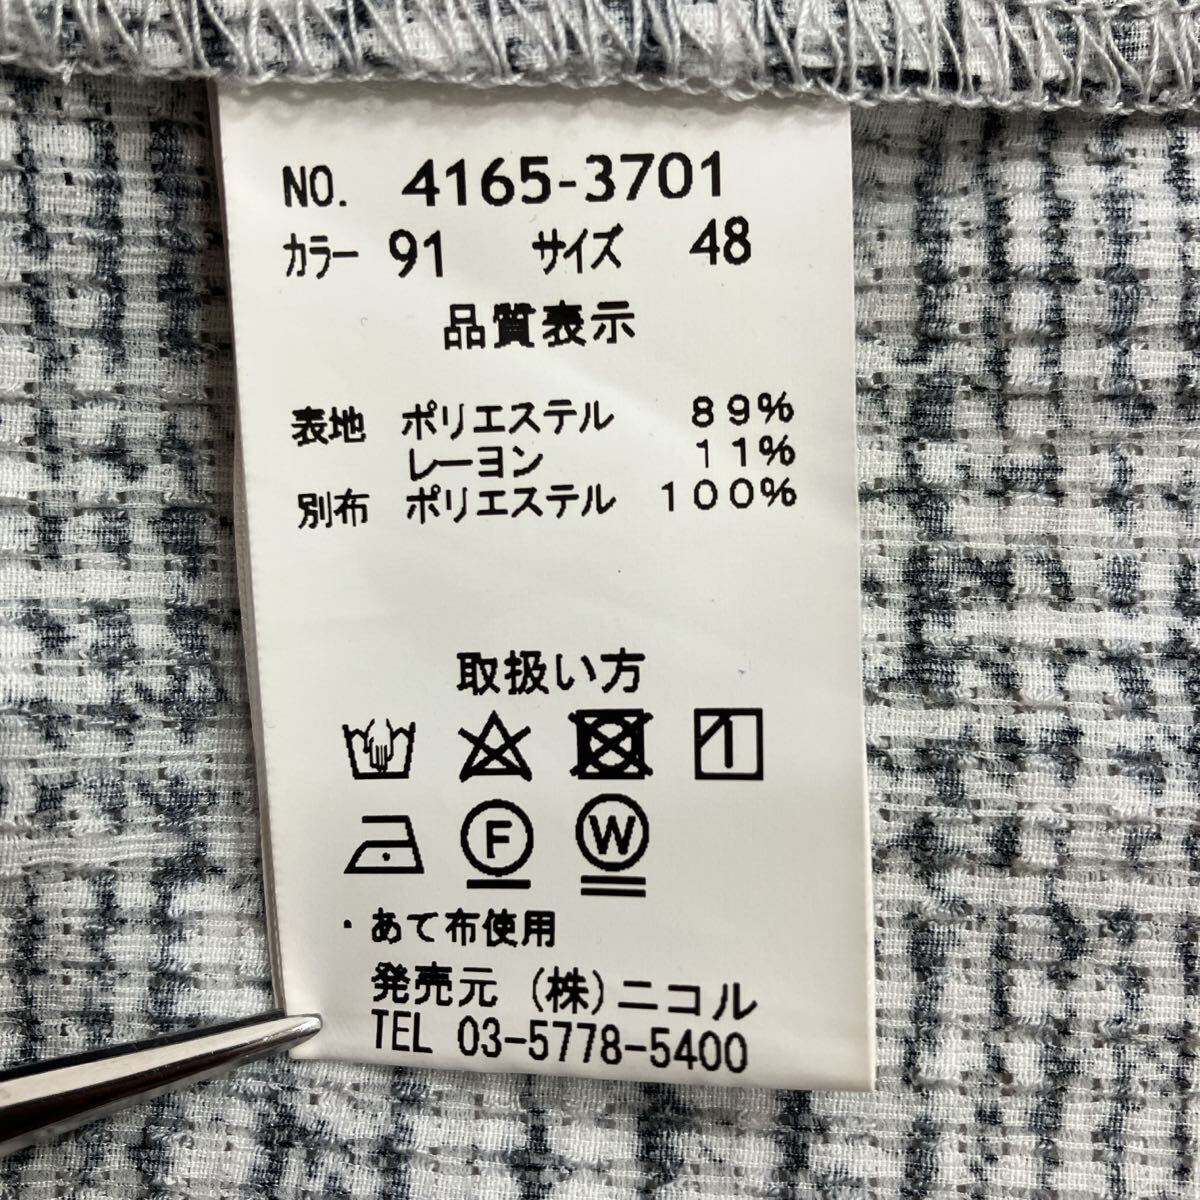 NO. 4165-3701
カラー 91 サイズ 48
品質表示
表地 ポリエステル 89%
レーヨン 11%
別布 ポリエステル 100%
取扱い方
F W
・あて布使用
発売元 (株)ニコル
TEL 03-5778-5400